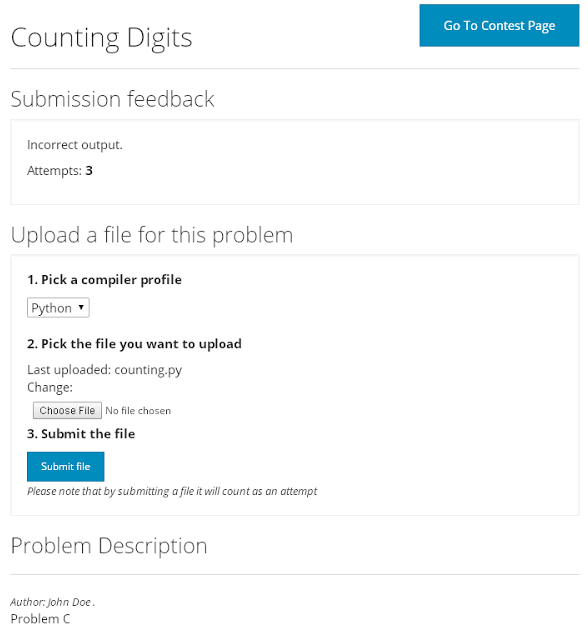 Counting Digits
Go To Contest Page
Submission feedback
Incorrect output.
Attempts: 3
Upload a file for this problem
1. Pick a compiler profile
Python
2. Pick the file you want to upload
Last uploaded: counting.py
Change:
Choose File No file chosen
3. Submit the file
Submit file
Please note that by submitting a file it will count as an attempt
Problem Description
Author: John Doe .
Problem C